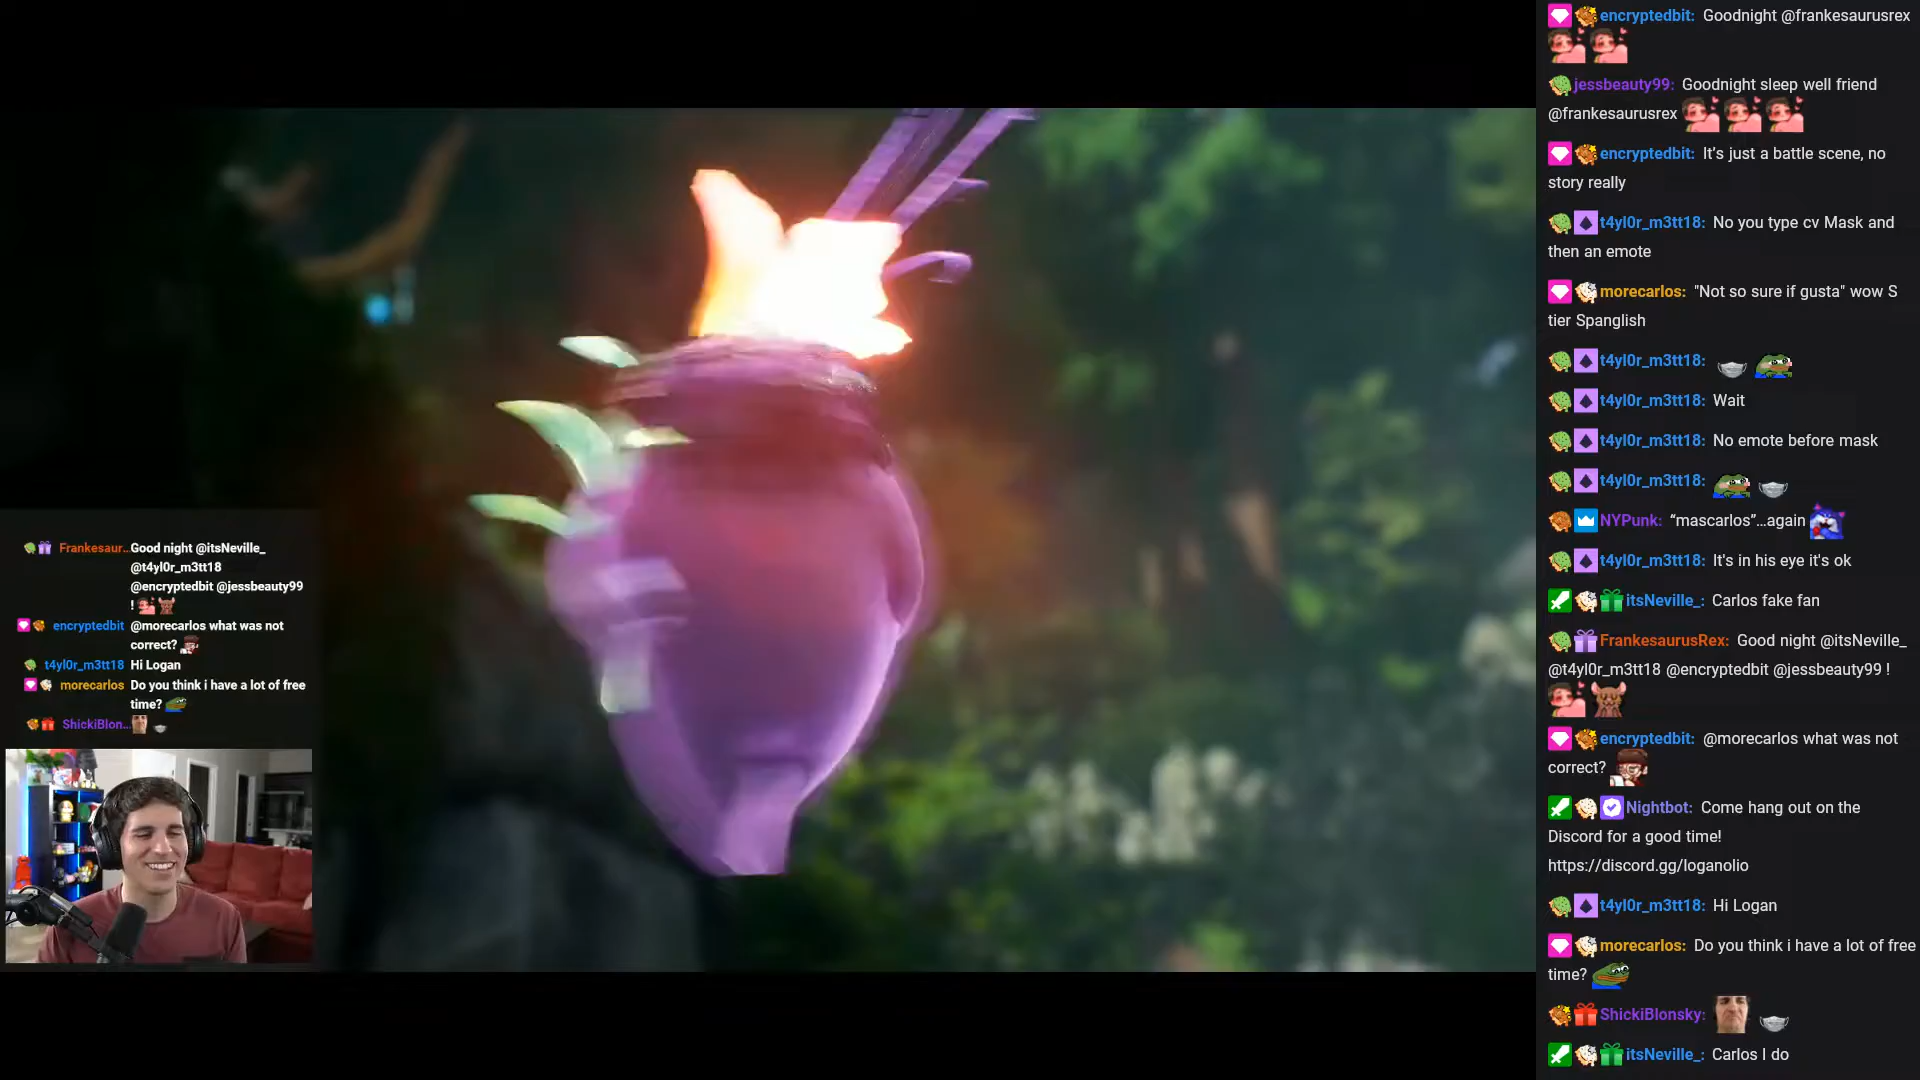 Frankesaur... Good night @itsNeville_
@t4yl0r_m3tt18
@encryptedbit @jessbeauty99
!
encryptedbit @morecarlos what was not
correct?
t4yl0r_m3tt18 Hi Logan
morecarlos Do you think i have a lot of free
time?
ShickiBlon...
encryptedbit: Goodnight @frankesaurusrex
jessbeauty99: Goodnight sleep well friend
@frankesaurusrex
encryptedbit: It's just a battle scene, no
story really
t4yl0r_m3tt18: No you type cv Mask and
then an emote
morecarlos: "Not so sure if gusta" wow S
tier Spanglish
t4yl0r_m3tt18:
t4yl0r_m3tt18: Wait
t4yl0r_m3tt18: No emote before mask
t4yl0r_m3tt18:
NYPunk: “mascarlos”...again
t4yl0r_m3tt18: It's in his eye it's ok
itsNeville_: Carlos fake fan
FrankesaurusRex: Good night @itsNeville_
@t4yl0r_m3tt18 @encryptedbit @jessbeauty99 !
encryptedbit: @morecarlos what was not
correct?
Nightbot: Come hang out on the
Discord for a good time!
https://discord.gg/loganolio
t4yl0r_m3tt18: Hi Logan
morecarlos: Do you think i have a lot of free
time?
ShickiBlonsky:
itsNeville_: Carlos I do